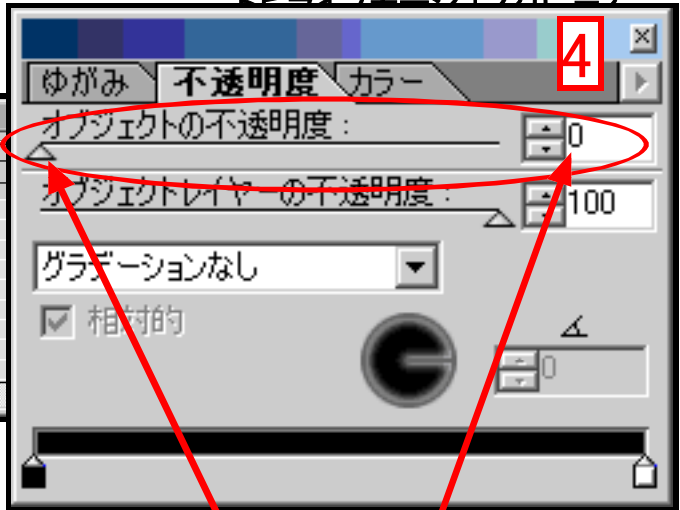 4
ゆがみ 不透明度 カラー
オブジェクトの不透明度: 0
オブジェクトレイヤーの不透明度: 100
グラデーションなし
相対的
0